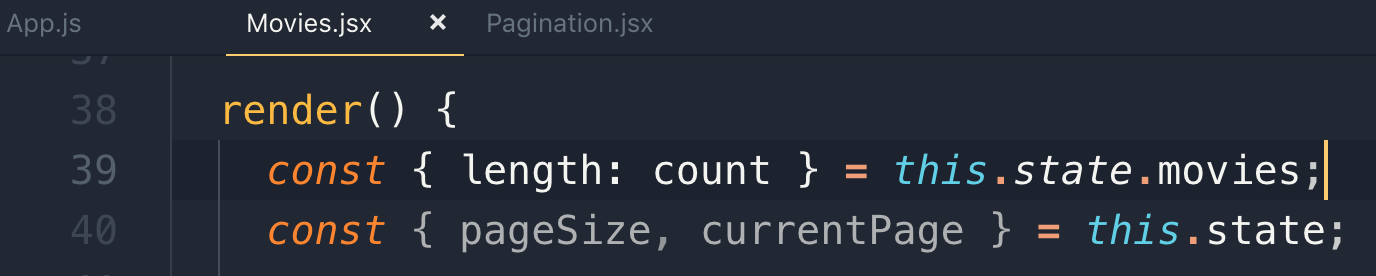 App.js Movies.jsx × Pagination.jsx
37
38 render() {
39 const { length: count } = this.state.movies;
40 const { pageSize, currentPage } = this.state;